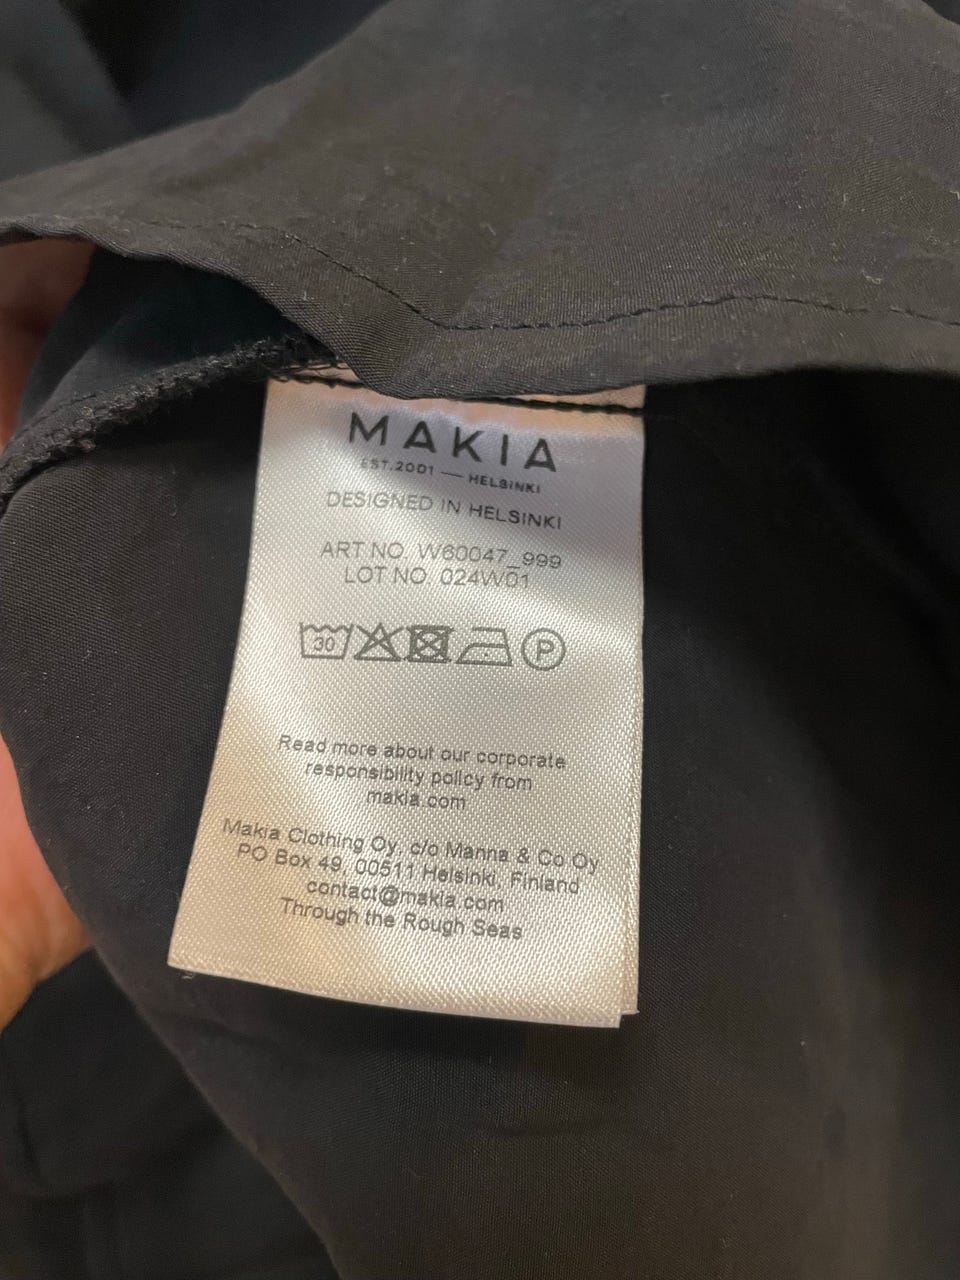 MAKIA
EST.2001 — HELSINKI
DESIGNED IN HELSINKI
ART NO. W60047_999
LOT NO. 024W01
30
P
Read more about our corporate
responsibility policy from
makia.com
Makia Clothing Oy, c/o Manna & Co Oy
PO Box 49, 00511 Helsinki, Finland
contact@makia.com
Through the Rough Seas